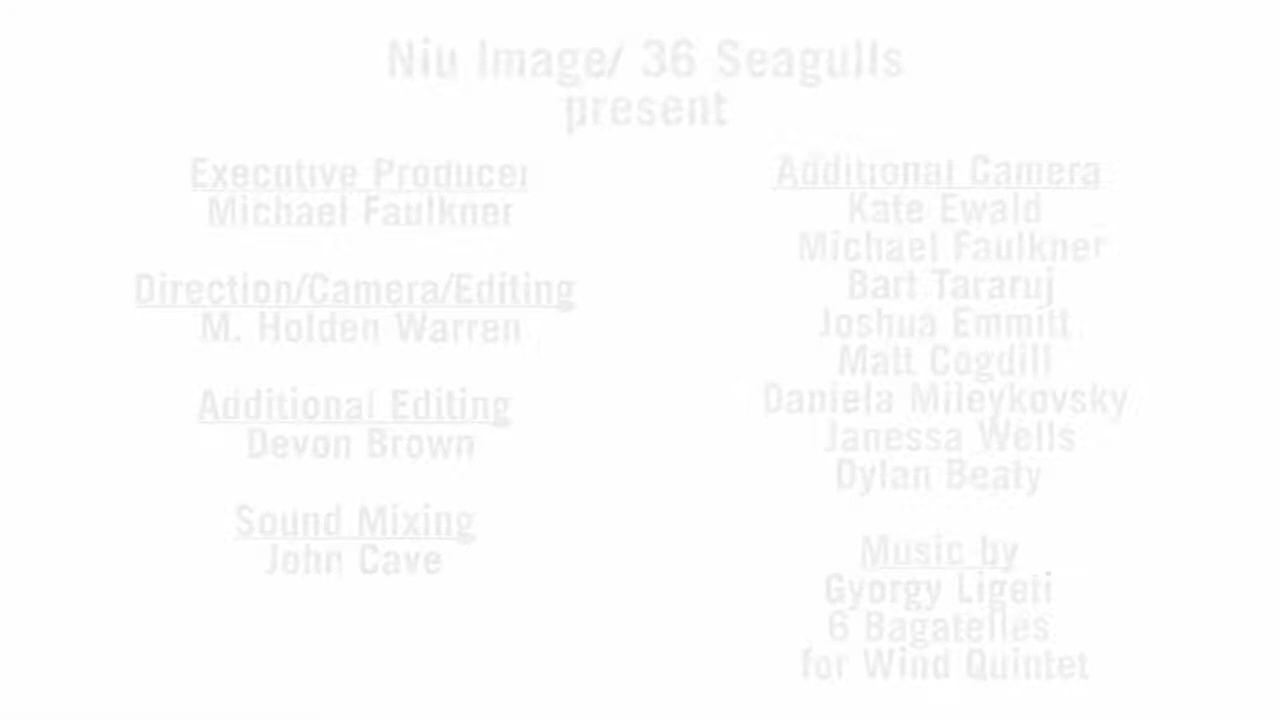 Niu Image/ 36 Seagulls
present
Executive Producer
Michael Faulkner
Direction/Camera/Editing
M. Holden Warren
Additional Editing
Devon Brown
Sound Mixing
John Cave
Additional Camera
Kate Ewald
Michael Faulkner
Bart Tararuj
Joshua Emmitt
Matt Cogdill
Daniela Mileykovsky
Janessa Wells
Dylan Beaty
Music by
Gyorgy Ligeti
6 Bagatelles
for Wind Quintet